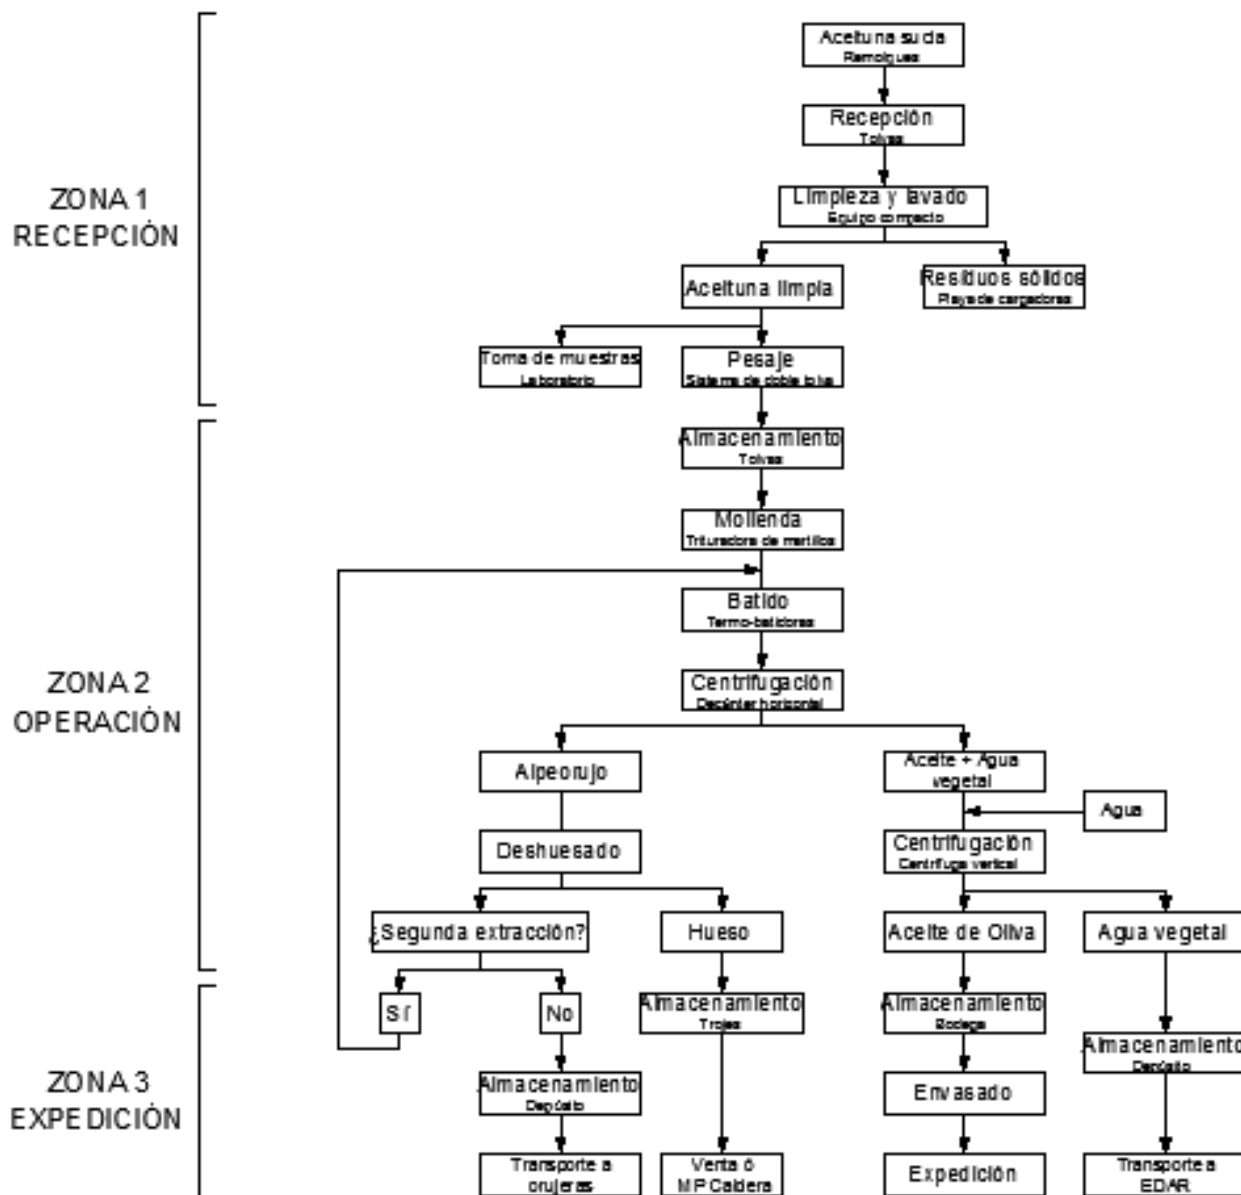 ZONA 1
RECEPCIÓN
Aceituna sucia
Remolques
Recepción
Tolvas
Limpieza y lavado
Equipo compacto
Aceituna limpia
Residuos sólidos
Playa de cargadoras
Toma de muestras
Laboratorio
Pesaje
Sistema de doble tolva
ZONA 2
OPERACIÓN
Almacenamiento
Tolvas
Molienda
Trituradora de martillos
Batido
Termo-batidoras
Centrifugación
Decánter horizontal
Alpeorujo
Aceite + Agua
vegetal
Agua
Deshuesado
Centrifugación
Centrífuga vertical
¿Segunda extracción?
Hueso
Aceite de Oliva
Agua vegetal
ZONA 3
EXPEDICIÓN
Sí
No
Almacenamiento
Trojes
Almacenamiento
Bodega
Almacenamiento
Depósito
Almacenamiento
Depósito
Envasado
Transporte a
orujeras
Venta ó
MP Caldera
Expedición
Transporte a
EDAR